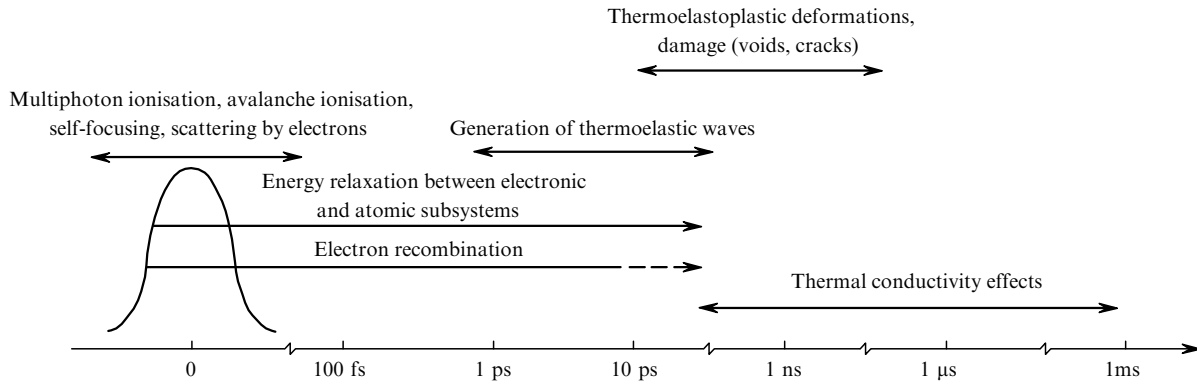 Thermoelastoplastic deformations,
damage (voids, cracks)
Multiphoton ionisation, avalanche ionisation,
self-focusing, scattering by electrons
Generation of thermoelastic waves
Energy relaxation between electronic
and atomic subsystems
Electron recombination
Thermal conductivity effects
0 100 fs 1 ps 10 ps 1 ns 1 μs 1ms